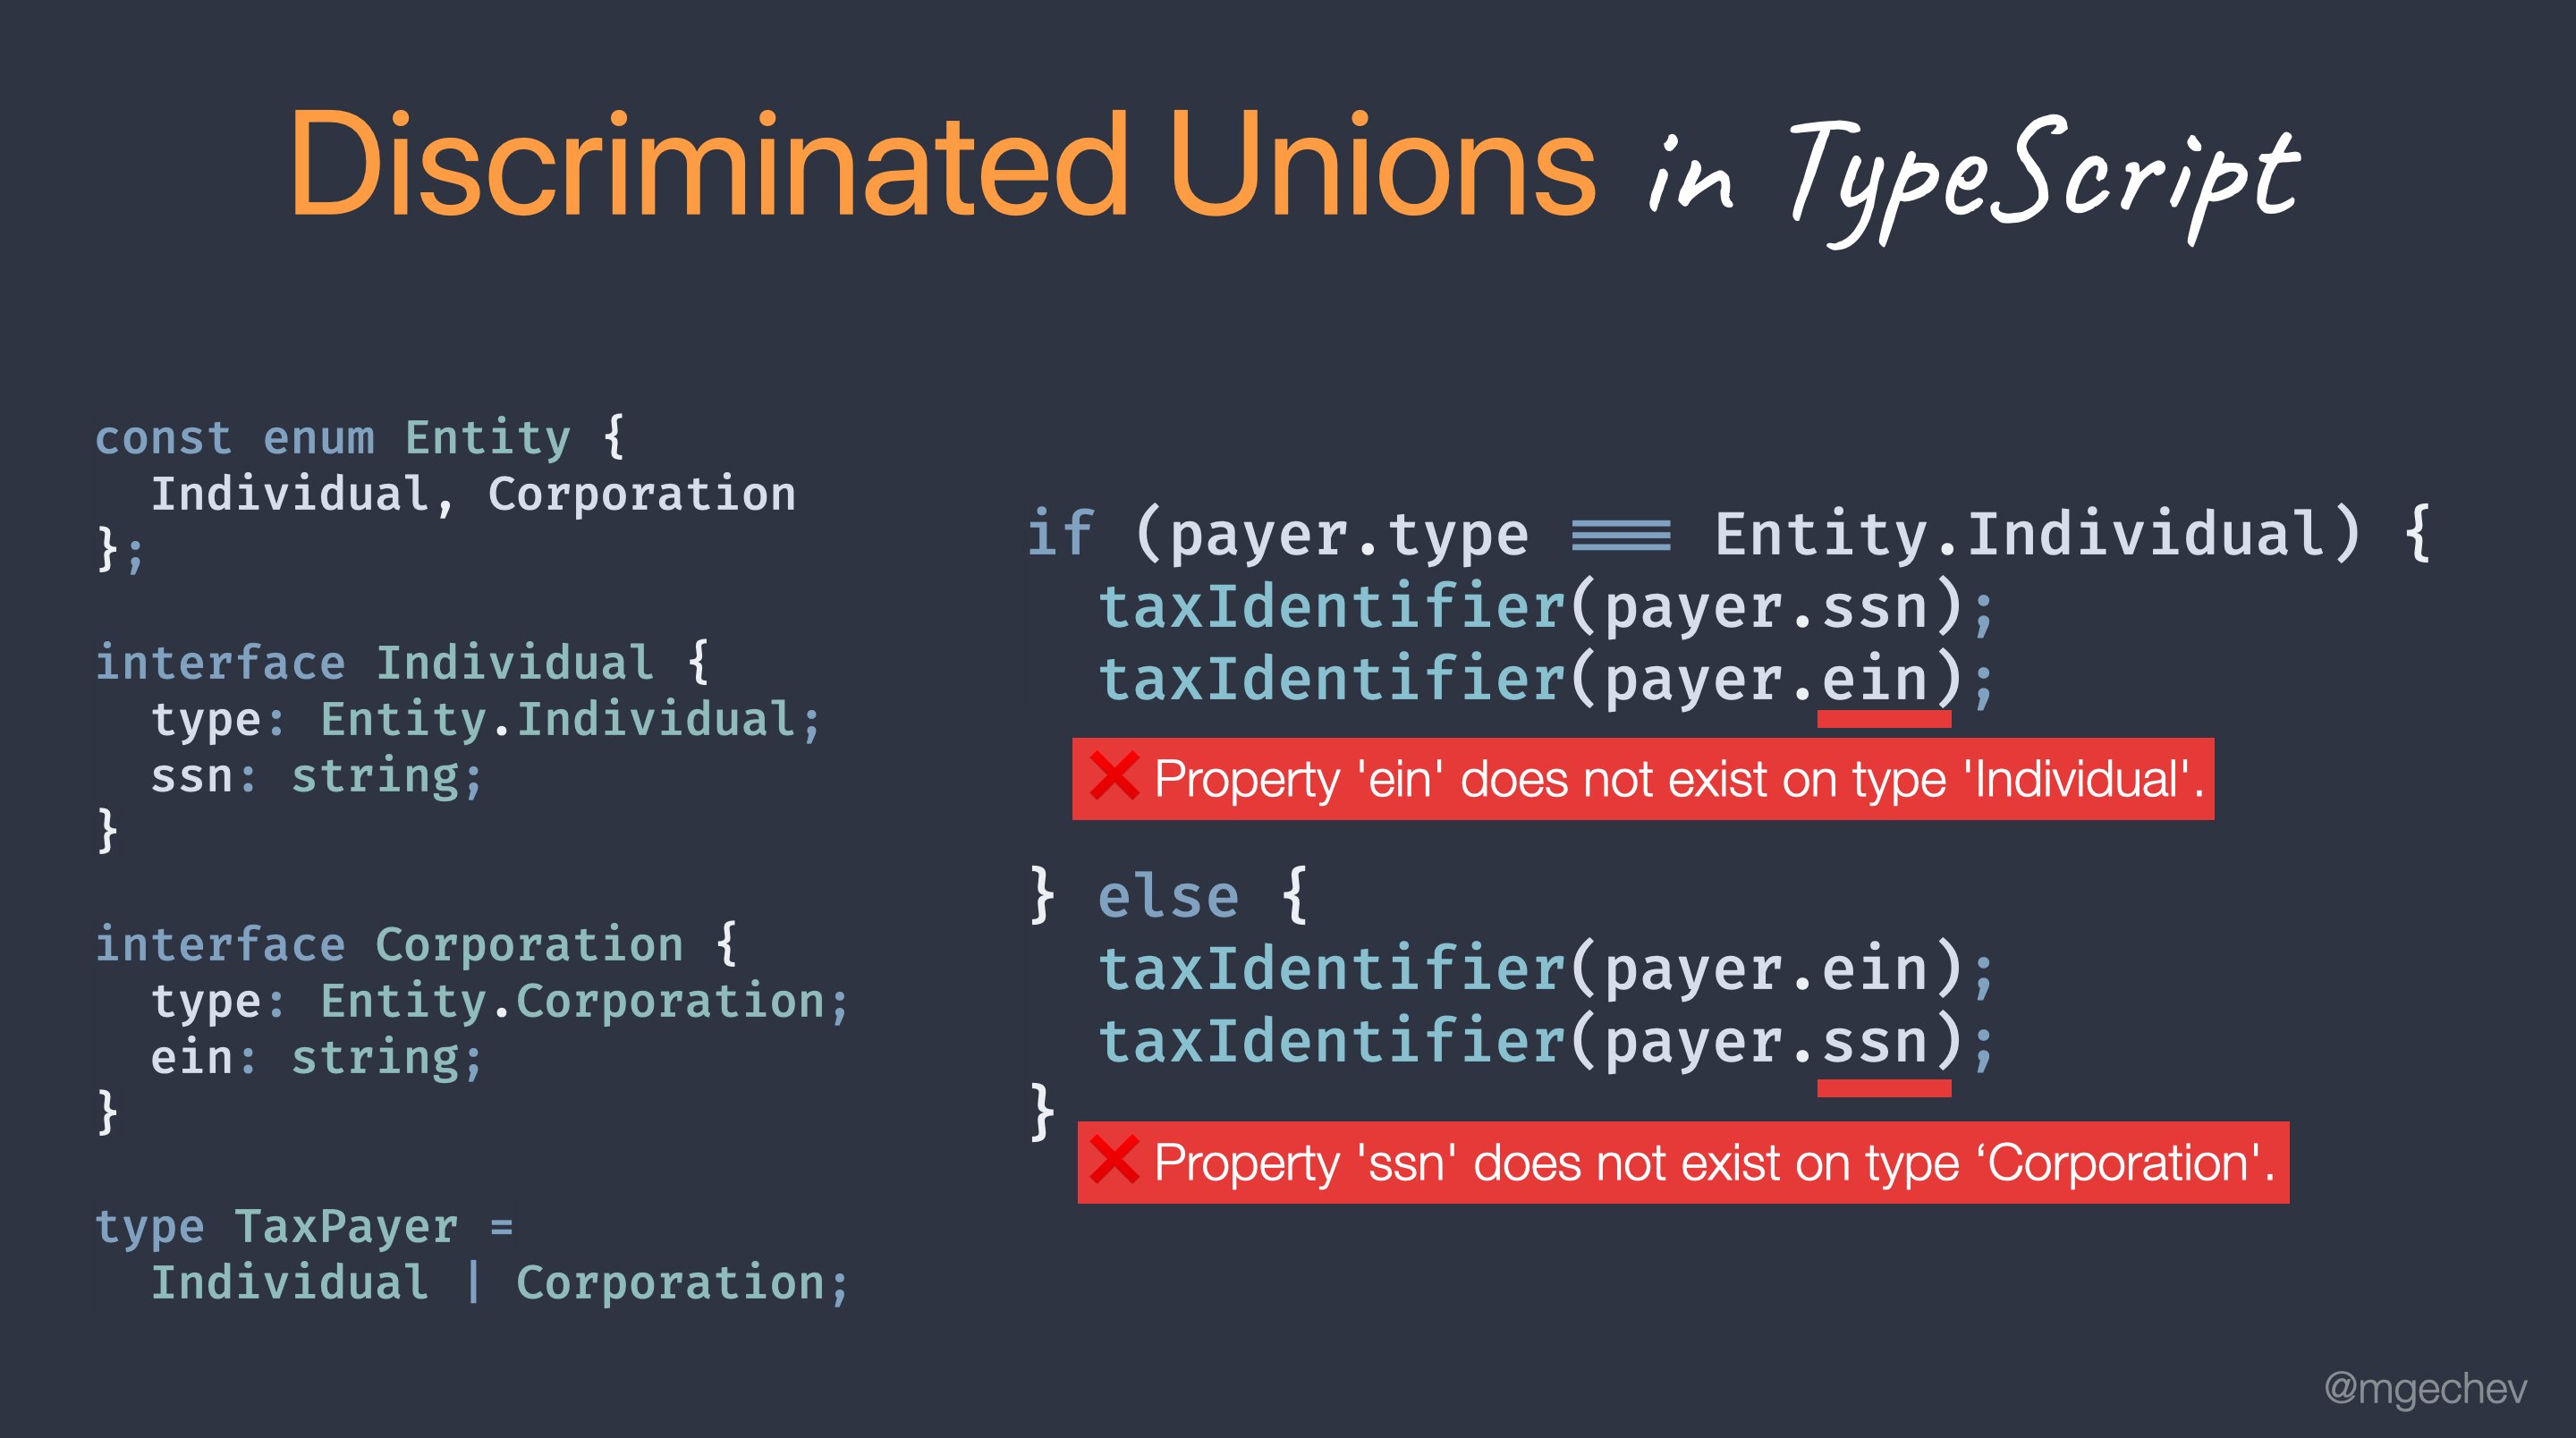 Discriminated Unions in TypeScript
const enum Entity {
  Individual, Corporation
};
interface Individual {
  type: Entity.Individual;
  ssn: string;
}
interface Corporation {
  type: Entity.Corporation;
  ein: string;
}
type TaxPayer =
  Individual | Corporation;
if (payer.type === Entity.Individual) {
  taxIdentifier(payer.ssn);
  taxIdentifier(payer.ein);
❌ Property 'ein' does not exist on type 'Individual'.
} else {
  taxIdentifier(payer.ein);
  taxIdentifier(payer.ssn);
}
❌ Property 'ssn' does not exist on type ‘Corporation'.
@mgechev